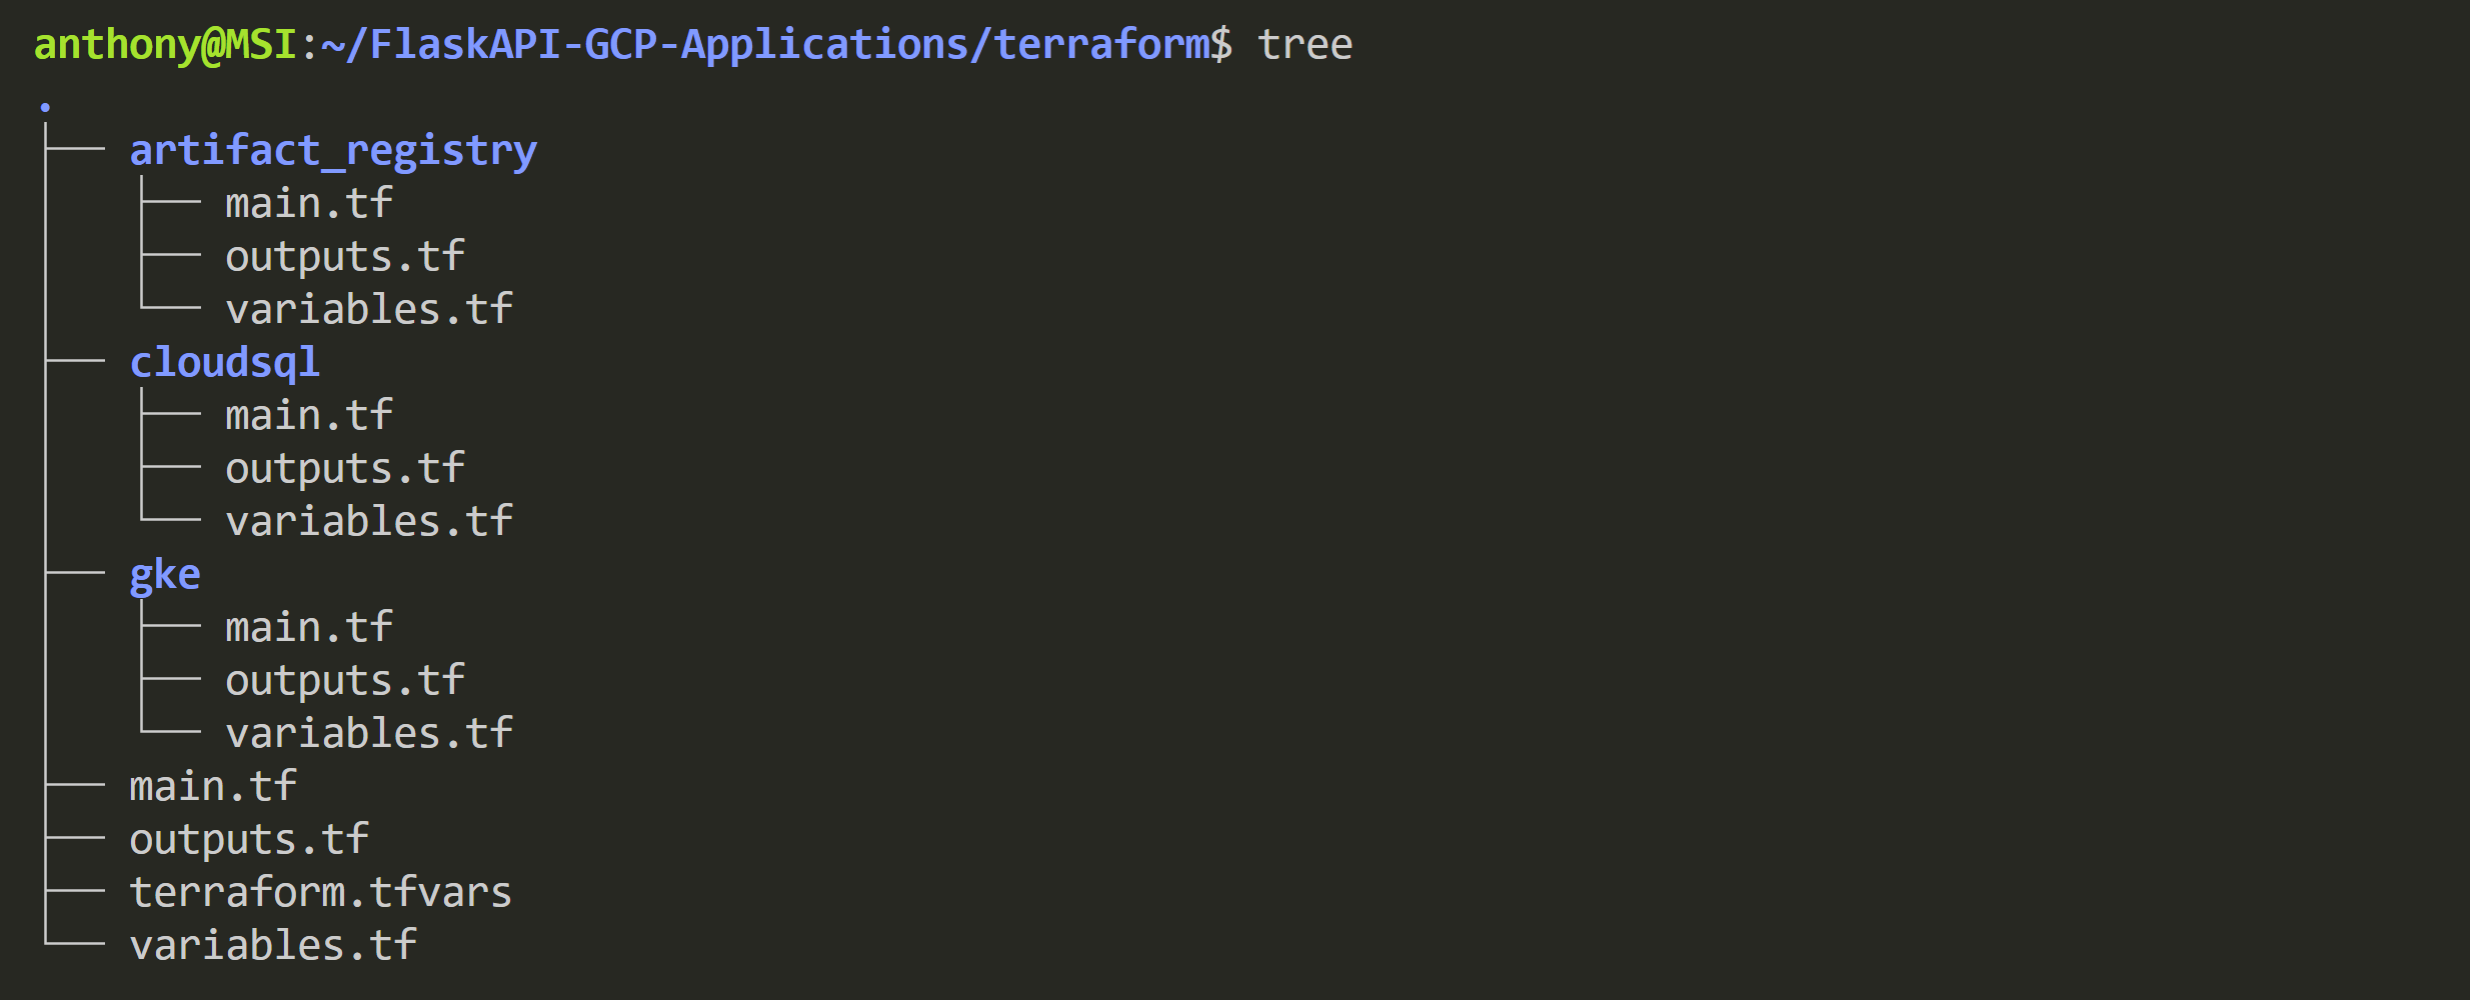 anthony@MSI:~/FlaskAPI-GCP-Applications/terraform$ tree
.
├── artifact_registry
│   ├── main.tf
│   ├── outputs.tf
│   └── variables.tf
├── cloudsql
│   ├── main.tf
│   ├── outputs.tf
│   └── variables.tf
├── gke
│   ├── main.tf
│   ├── outputs.tf
│   └── variables.tf
├── main.tf
├── outputs.tf
├── terraform.tfvars
└── variables.tf